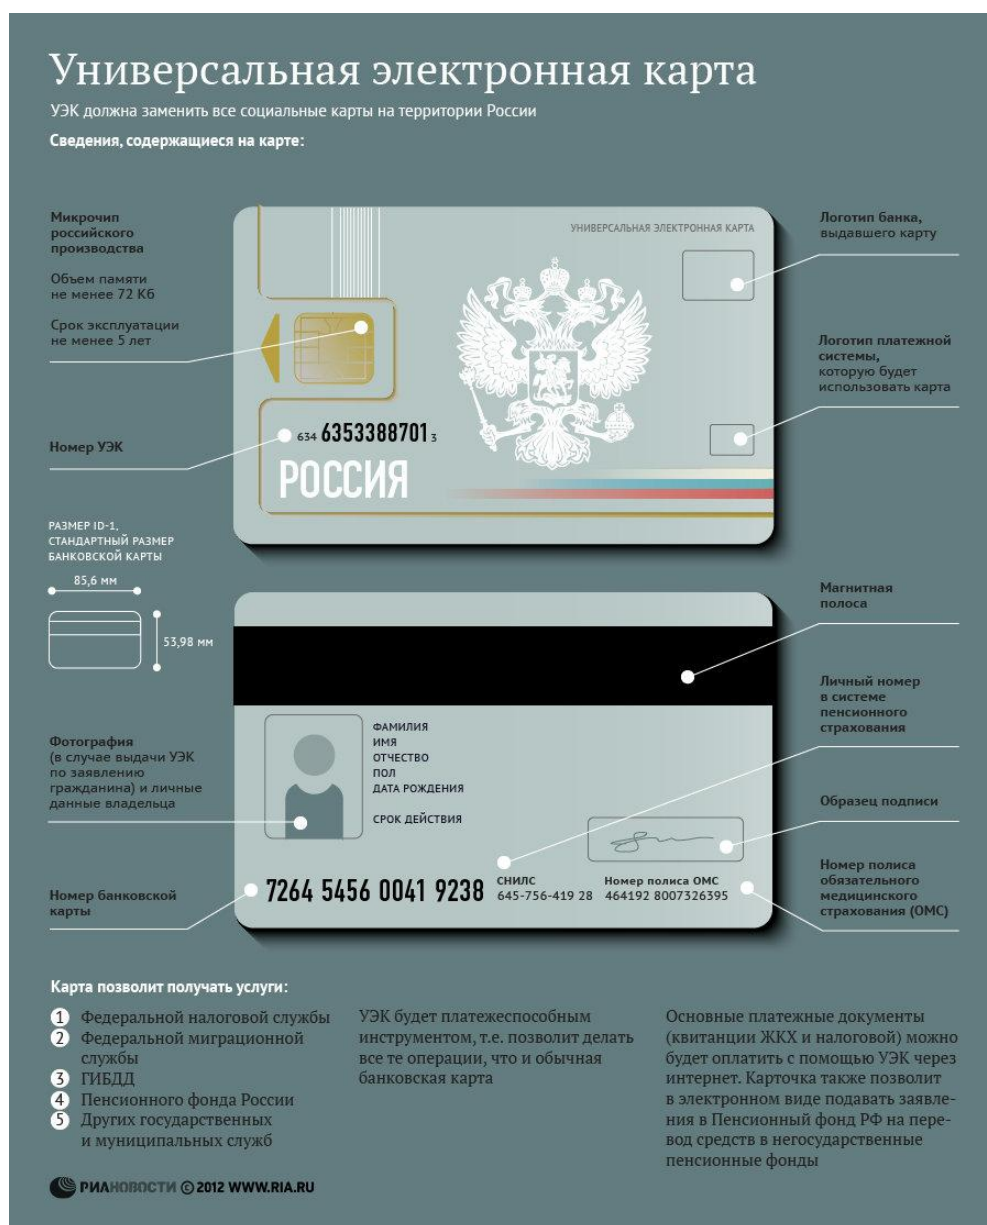 Универсальная электронная карта
УЭК должна заменить все социальные карты на территории России
Сведения, содержащиеся на карте:
Микрочип
российского
производства
Объем памяти
не менее 72 Кб
Срок эксплуатации
не менее 5 лет
Номер УЭК
УНИВЕРСАЛЬНАЯ ЭЛЕКТРОННАЯ КАРТА
634 6353388701 3
РОССИЯ
Логотип банка,
выдавшего карту
Логотип платежной
системы,
которую будет
использовать карта
РАЗМЕР ID-1,
СТАНДАРТНЫЙ РАЗМЕР
БАНКОВСКОЙ КАРТЫ
85,6 мм
53,98 мм
Фотография
(в случае выдачи УЭК
по заявлению
гражданина) и личные
данные владельца
Номер банковской
карты
ФАМИЛИЯ
ИМЯ
ОТЧЕСТВО
ПОЛ
ДАТА РОЖДЕНИЯ
СРОК ДЕЙСТВИЯ
7264 5456 0041 9238
СНИЛС
645-756-419 28
Номер полиса ОМС
464192 8007326395
Магнитная
полоса
Личный номер
в системе
пенсионного
страхования
Образец подписи
Номер полиса
обязательного
медицинского
страхования (ОМС)
Карта позволит получать услуги:
1 Федеральной налоговой службы
2 Федеральной миграционной
службы
3 ГИБДД
4 Пенсионного фонда России
5 Других государственных
и муниципальных служб
УЭК будет платежеспособным
инструментом, т.е. позволит делать
все те операции, что и обычная
банковская карта
Основные платежные документы
(квитанции ЖКХ и налоговой) можно
будет оплатить с помощью УЭК через
интернет. Карточка также позволит
в электронном виде подавать заявле-
ния в Пенсионный фонд РФ на пере-
вод средств в негосударственные
пенсионные фонды
РИАНОВОСТИ © 2012 WWW.RIA.RU